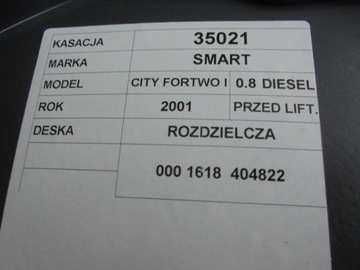 KASACJA 35021
MARKA SMART
MODEL CITY FORTWO I 0.8 DIESEL
ROK 2001 PRZED LIFT.
DESKA ROZDZIELCZA
000 1618 404822